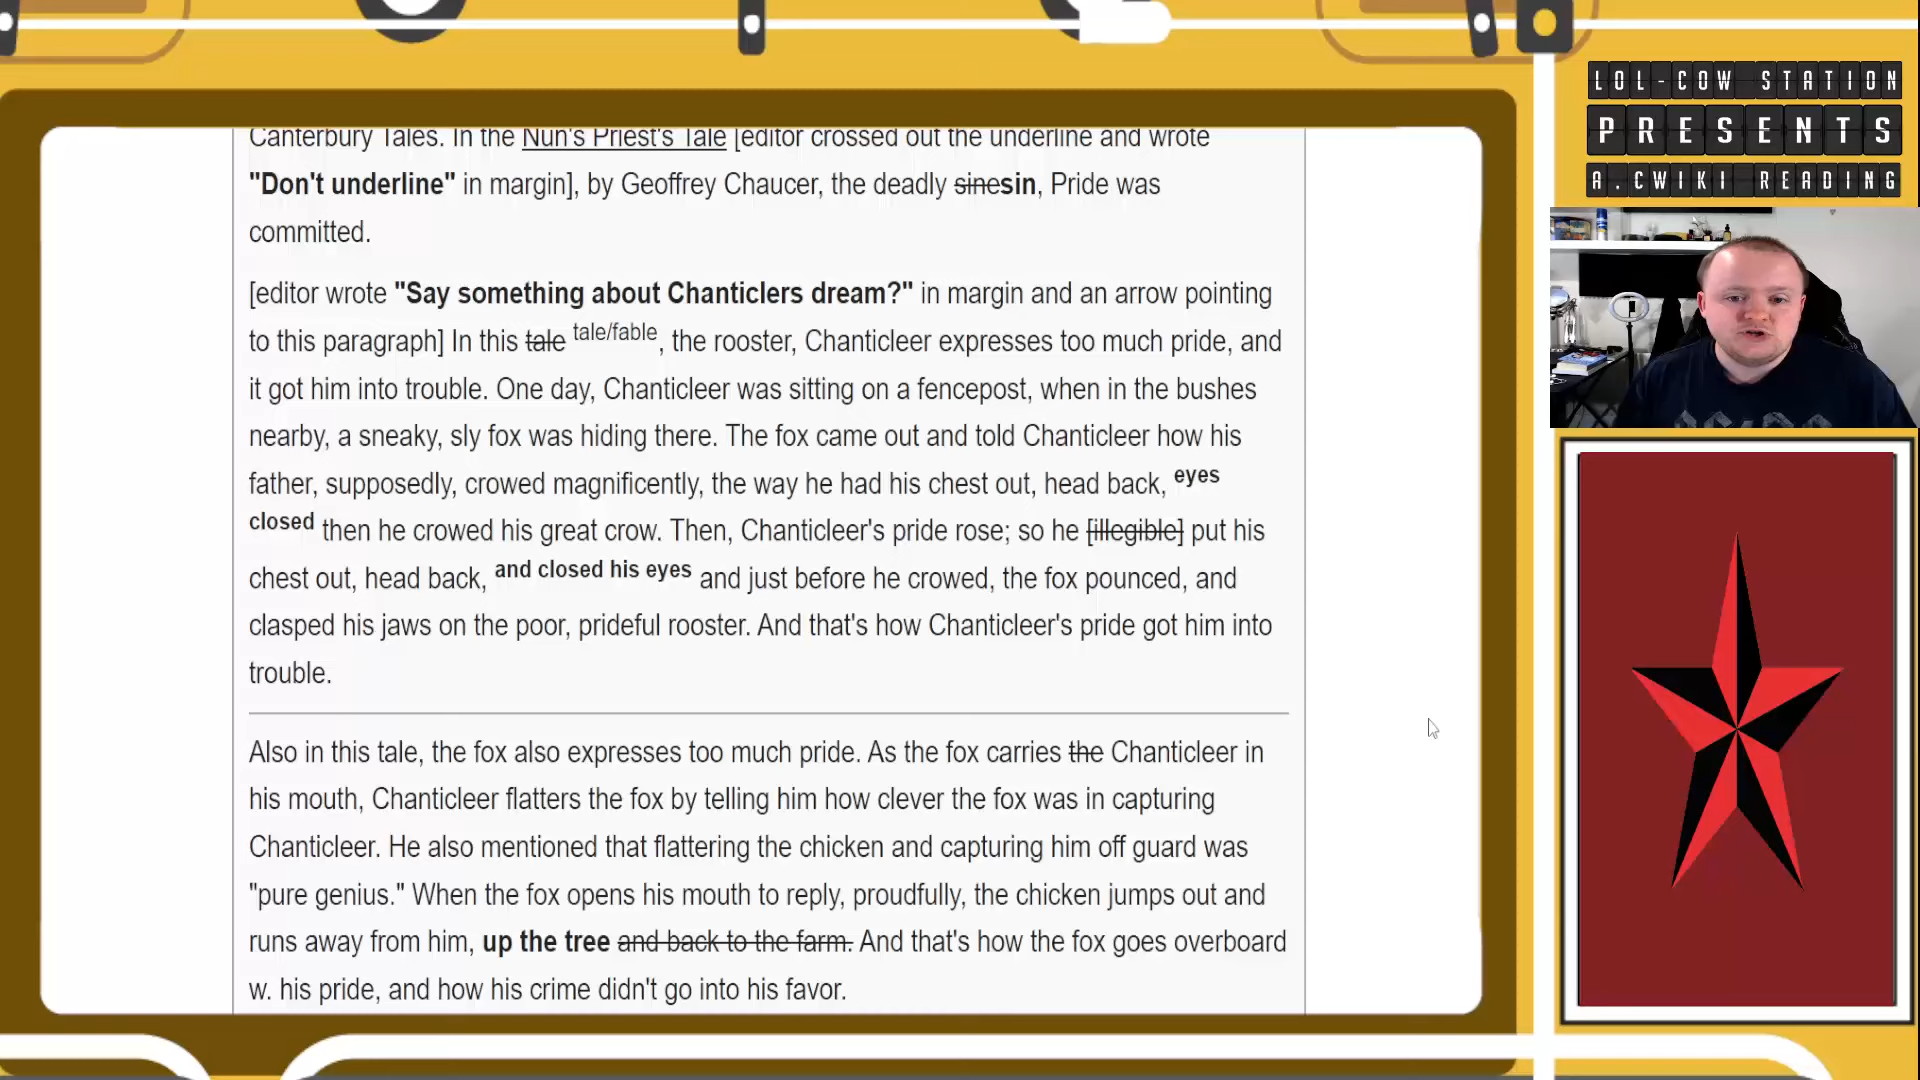 Canterbury Tales. In the Nun's Priest's Tale [editor crossed out the underline and wrote
"Don't underline" in margin], by Geoffrey Chaucer, the deadly sinesin, Pride was
committed.
[editor wrote "Say something about Chanticlers dream?" in margin and an arrow pointing
to this paragraph] In this tale tale/fable, the rooster, Chanticleer expresses too much pride, and
it got him into trouble. One day, Chanticleer was sitting on a fencepost, when in the bushes
nearby, a sneaky, sly fox was hiding there. The fox came out and told Chanticleer how his
father, supposedly, crowed magnificently, the way he had his chest out, head back, eyes
closed then he crowed his great crow. Then, Chanticleer's pride rose; so he [illegible] put his
chest out, head back, and closed his eyes and just before he crowed, the fox pounced, and
clasped his jaws on the poor, prideful rooster. And that's how Chanticleer's pride got him into
trouble.
Also in this tale, the fox also expresses too much pride. As the fox carries the Chanticleer in
his mouth, Chanticleer flatters the fox by telling him how clever the fox was in capturing
Chanticleer. He also mentioned that flattering the chicken and capturing him off guard was
"pure genius." When the fox opens his mouth to reply, proudfully, the chicken jumps out and
runs away from him, up the tree and back to the farm. And that's how the fox goes overboard
w. his pride, and how his crime didn't go into his favor.
LOL-COW STATION
PRESENTS
A.CWIKI READING